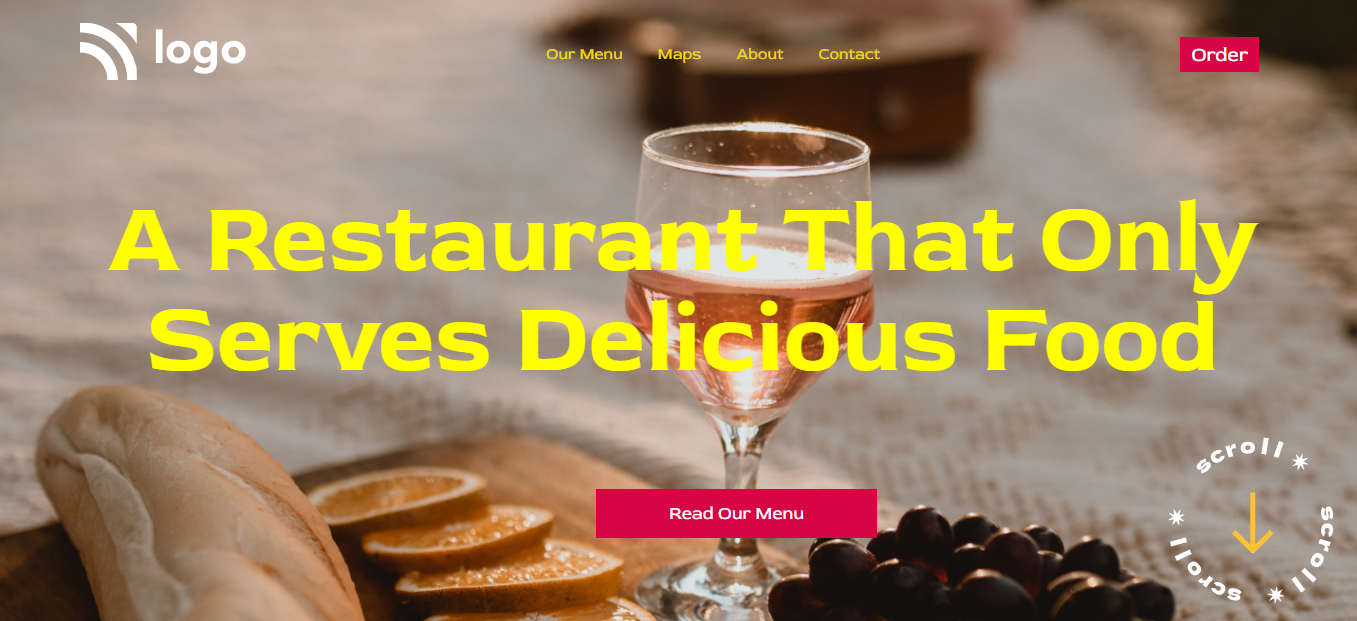 logo
Our Menu Maps About Contact
Order
A Restaurant That Only
Serves Delicious Food
Read Our Menu
scroll * scroll * scroll *